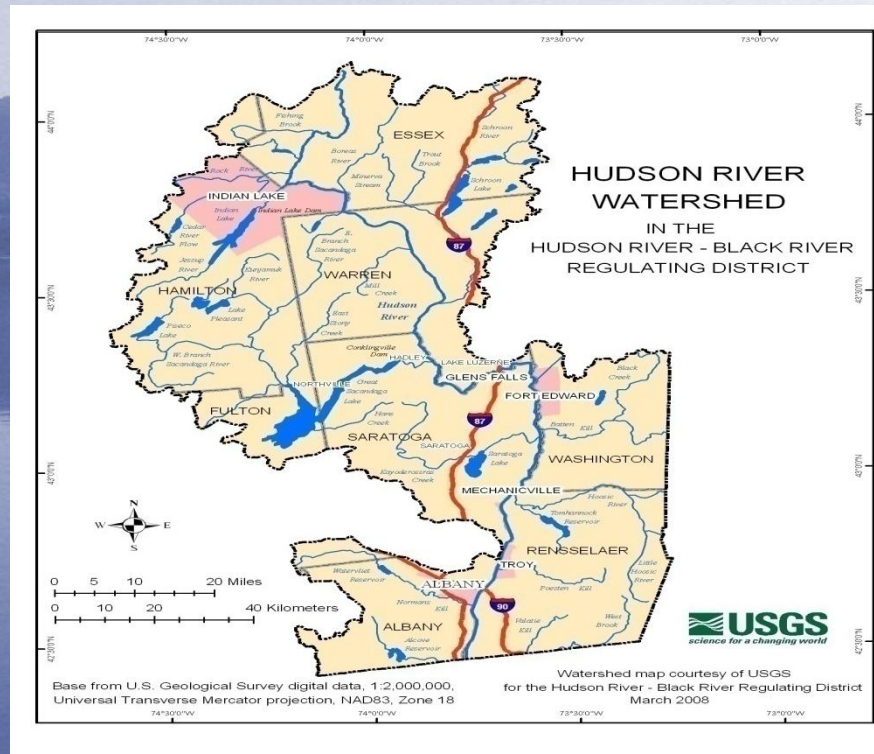 74°30'0"W
74°0'0"W
73°30'0"W
73°0'0"W
44°0'0"N
44°0'0"N
43°30'0"N
43°30'0"N
43°0'0"N
43°0'0"N
42°30'0"N
42°30'0"N
HUDSON RIVER
WATERSHED
IN THE
HUDSON RIVER - BLACK RIVER
REGULATING DISTRICT
Fishing
Brook
ESSEX
Schroon
River
Boreas
River
Trout
Brook
Minerva
Stream
Schroon
Lake
Rock River
INDIAN LAKE
Indian
Lake
Indian Lake Dam
Cedar
River
Flow
Jessup
River
E.
Branch
Sacandaga
River
87
Kunjamuk
River
WARREN
Mill
Creek
HAMILTON
Lake
Pleasant
Hudson
River
East
Stony
Creek
Piseco
Lake
W. Branch
Sacandaga River
Conklingville
Dam
HADLEY
LAKE LUZERNE
GLENS FALLS
Black
Creek
NORTHVILLE
Great
Sacandaga
Lake
FORT EDWARD
FULTON
Hans
Creek
87
Batten Kill
SARATOGA
SARATOGA
Saratoga
Lake
WASHINGTON
Kayaderosseras
Creek
MECHANICVILLE
Hoosic
River
Tomhannock
Reservoir
RENSSELAER
N
W
E
S
Watervliet
Reservoir
TROY
Little
Hoosic
River
ALBANY
Poesten Kill
0 5 10 20 Miles
0 10 20 40 Kilometers
Normans
Kill
90
Valatie
Kill
West
Brook
ALBANY
Alcove
Reservoir
USGS
science for a changing world
Base from U.S. Geological Survey digital data, 1:2,000,000,
Universal Transverse Mercator projection, NAD83, Zone 18
Watershed map courtesy of USGS
for the Hudson River - Black River Regulating District
March 2008
74°30'0"W
74°0'0"W
73°30'0"W
73°0'0"W